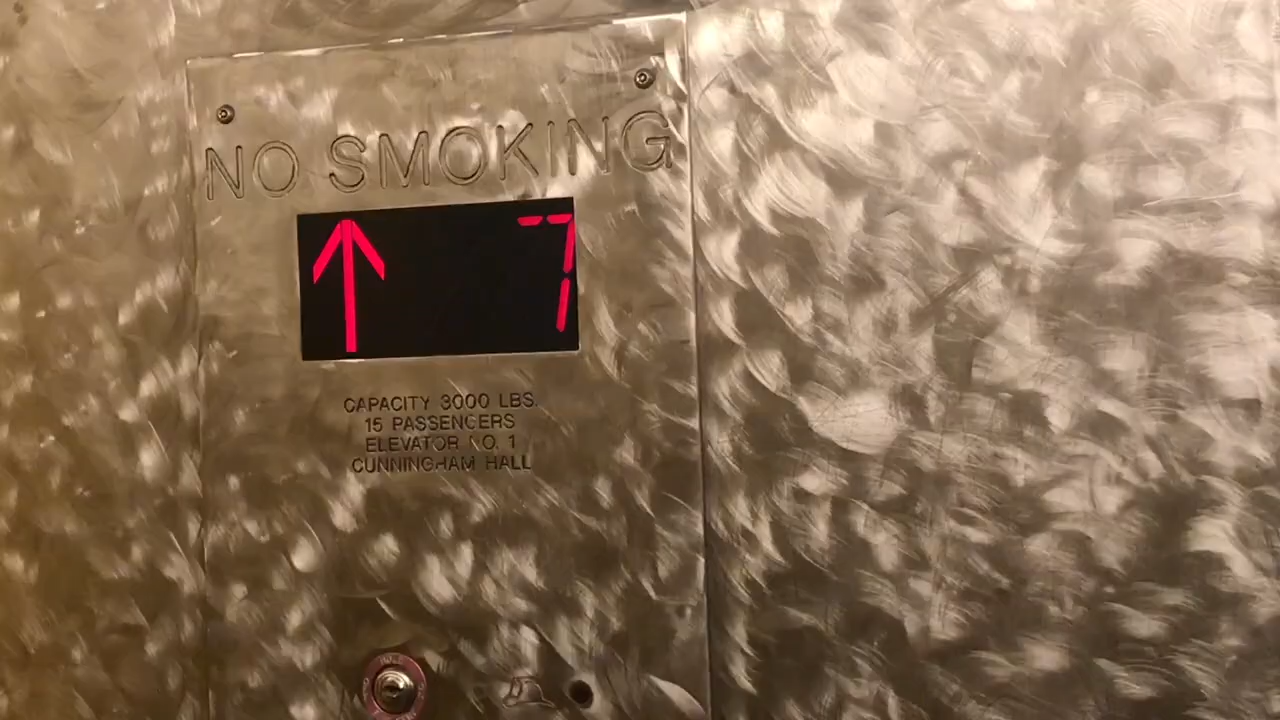 NO SMOKING
7
CAPACITY 3000 LBS.
15 PASSENGERS
ELEVATOR NO. 1
CUNNINGHAM HALL